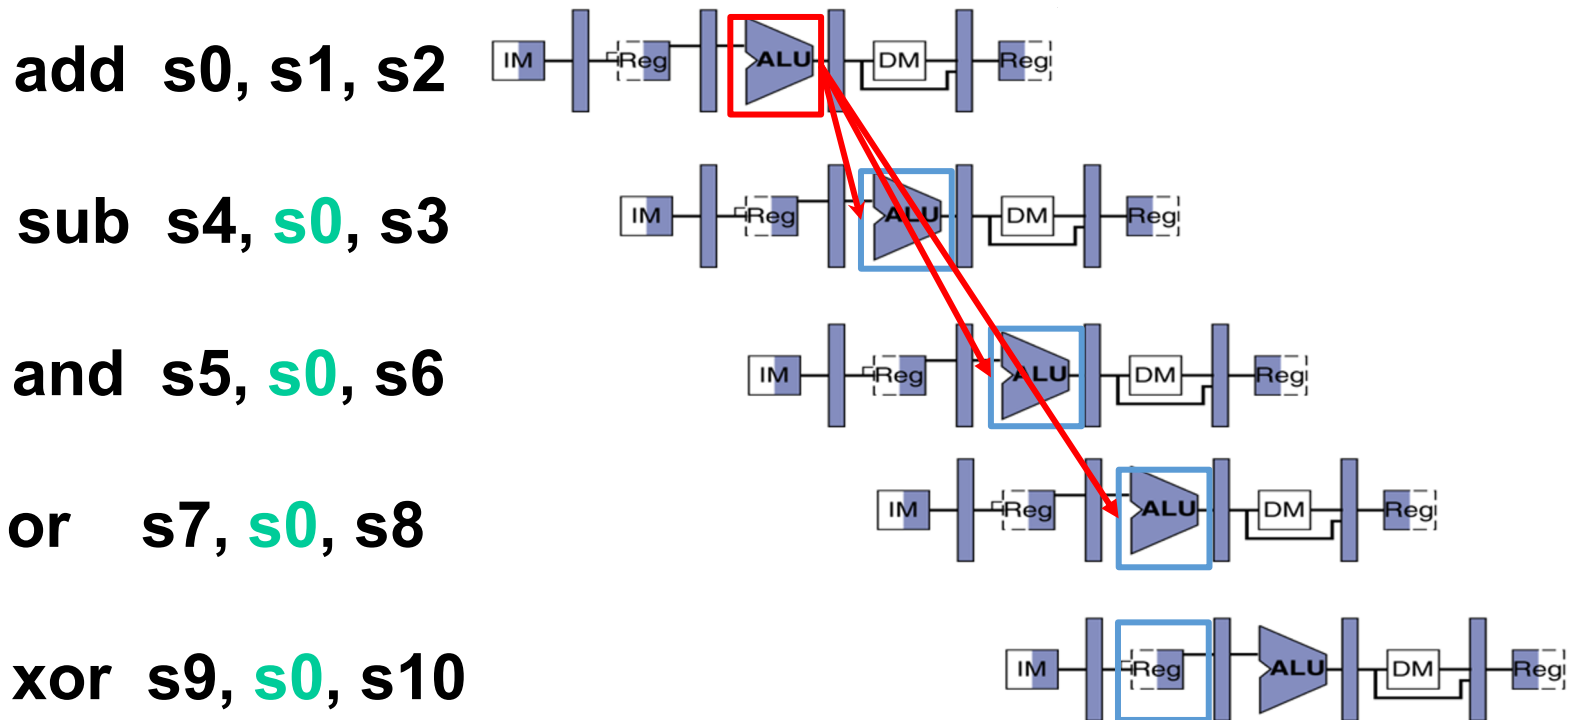 add s0, s1, s2
IM Reg ALU DM Reg
sub s4, s0, s3
IM Reg ALU DM Reg
and s5, s0, s6
IM Reg ALU DM Reg
or s7, s0, s8
IM Reg ALU DM Reg
xor s9, s0, s10
IM Reg ALU DM Reg